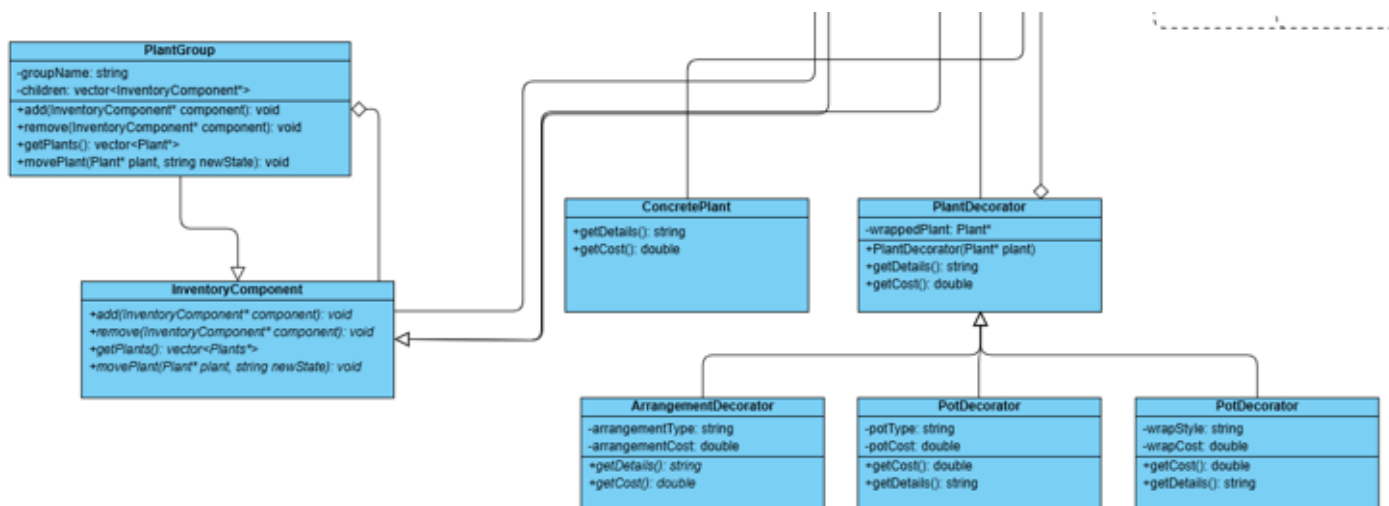 PlantGroup
-groupName: string
-children: vector<InventoryComponent*>
+add(InventoryComponent* component): void
+remove(InventoryComponent* component): void
+getPlants(): vector<Plant*>
+movePlant(Plant* plant, string newState): void
InventoryComponent
+add(InventoryComponent* component): void
+remove(InventoryComponent* component): void
+getPlants(): vector<Plants*>
+movePlant(Plant* plant, string newState): void
ConcretePlant
+getDetails(): string
+getCost(): double
PlantDecorator
-wrappedPlant: Plant*
+PlantDecorator(Plant* plant)
+getDetails(): string
+getCost(): double
ArrangementDecorator
-arrangementType: string
-arrangementCost: double
+getDetails(): string
+getCost(): double
PotDecorator
-potType: string
-potCost: double
+getCost(): double
+getDetails(): string
PotDecorator
-wrapStyle: string
-wrapCost: double
+getCost(): double
+getDetails(): string